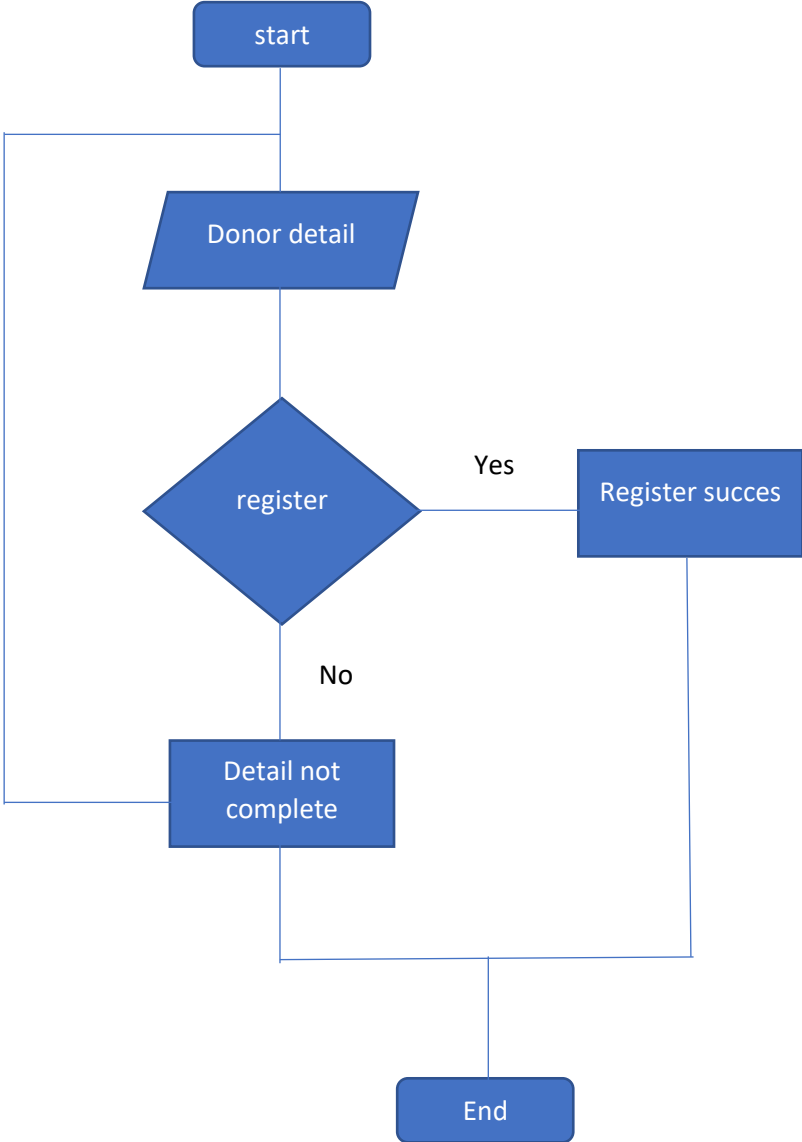 start
Donor detail
register
Yes
Register succes
No
Detail not
complete
End